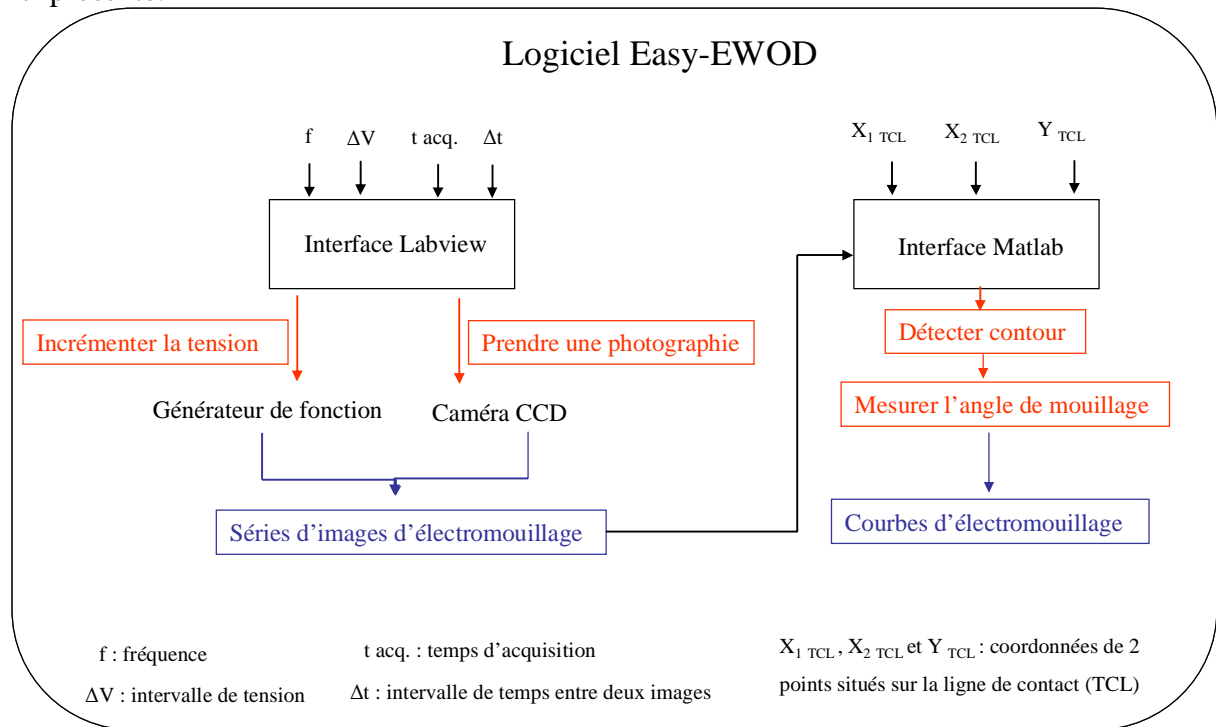 Logiciel Easy-EWOD
f ΔV t acq. Δt
X1 TCL X2 TCL Y TCL
Interface Labview
Interface Matlab
Incrémenter la tension
Prendre une photographie
Détecter contour
Générateur de fonction
Caméra CCD
Mesurer l’angle de mouillage
Séries d’images d’électromouillage
Courbes d’électromouillage
f : fréquence
ΔV : intervalle de tension
t acq. : temps d’acquisition
Δt : intervalle de temps entre deux images
X1 TCL , X2 TCL et Y TCL : coordonnées de 2
points situés sur la ligne de contact (TCL)